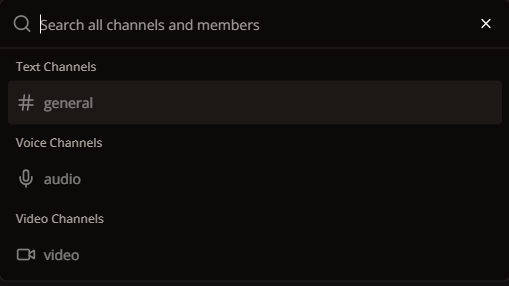 Search all channels and members
Text Channels
general
Voice Channels
audio
Video Channels
video